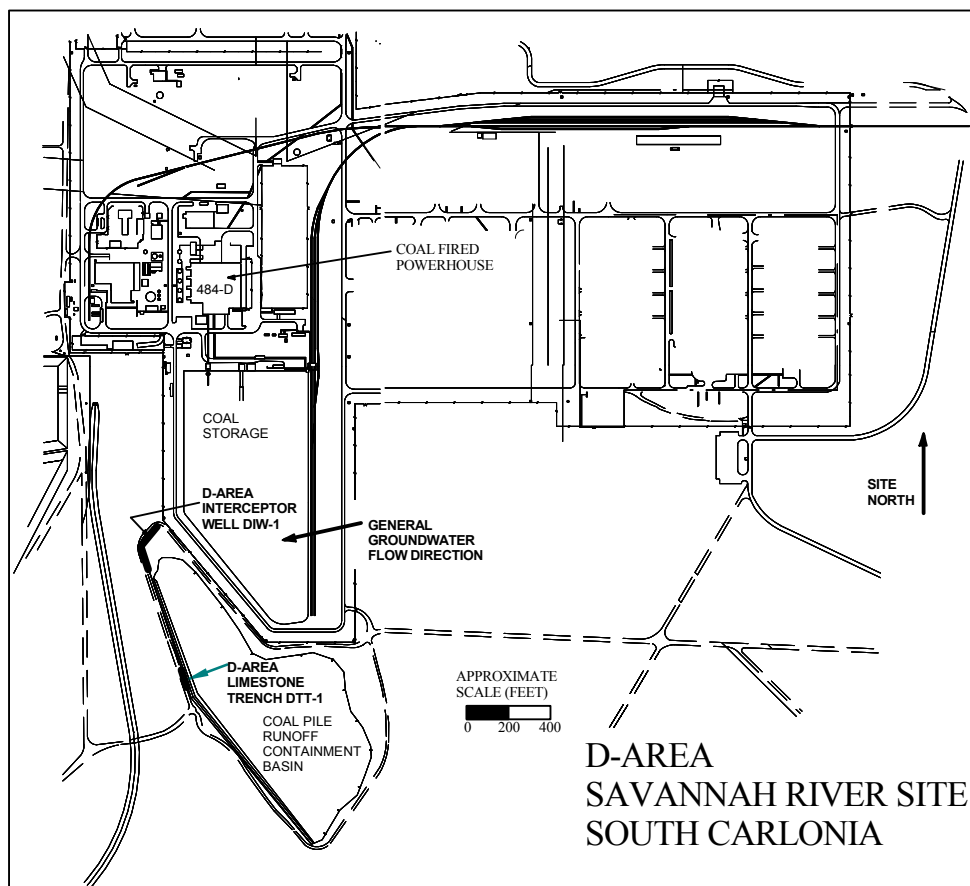 COAL FIRED
POWERHOUSE
484-D
COAL
STORAGE
D-AREA
INTERCEPTOR
WELL DIW-1
GENERAL
GROUNDWATER
FLOW DIRECTION
SITE
NORTH
D-AREA
LIMESTONE
TRENCH DTT-1
COAL PILE
RUNOFF
CONTAINMENT
BASIN
APPROXIMATE
SCALE (FEET)
0 200 400
D-AREA
SAVANNAH RIVER SITE
SOUTH CARLONIA